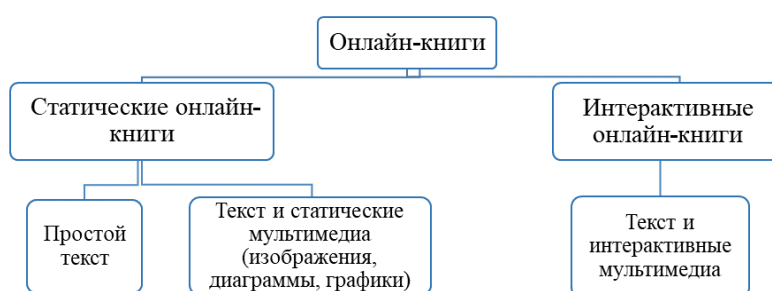 Онлайн-книги
Статические онлайн-
книги
Интерактивные
онлайн-книги
Простой
текст
Текст и статические
мультимедиа
(изображения,
диаграммы, графики)
Текст и
интерактивные
мультимедиа